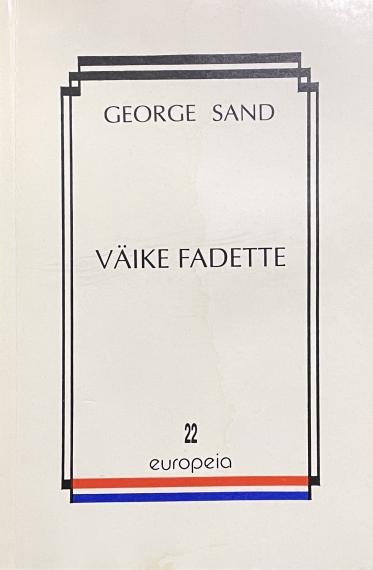 GEORGE SAND
VÄIKE FADETTE
22
europeia